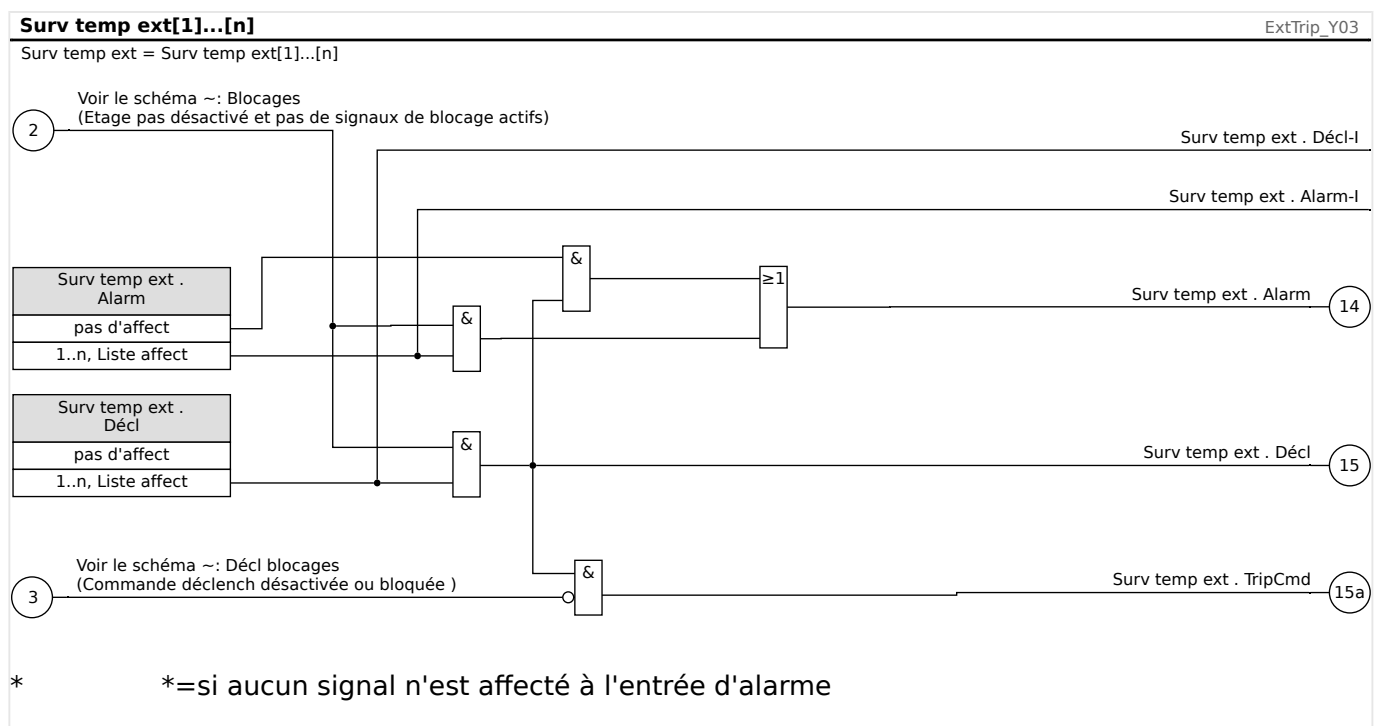 Surv temp ext[1]...[n]
ExtTrip_Y03
Surv temp ext = Surv temp ext[1]...[n]
Voir le schéma ~: Blocages
(Etage pas désactivé et pas de signaux de blocage actifs)
2
Surv temp ext . Décl-I
Surv temp ext . Alarm-I
&
Surv temp ext .
Alarm
≥1
Surv temp ext . Alarm
14
pas d'affect
&
1..n, Liste affect
Surv temp ext .
Décl
pas d'affect
&
Surv temp ext . Décl
15
1..n, Liste affect
Voir le schéma ~: Décl blocages
(Commande déclench désactivée ou bloquée )
3
&
Surv temp ext . TripCmd
15a
* *=si aucun signal n'est affecté à l'entrée d'alarme